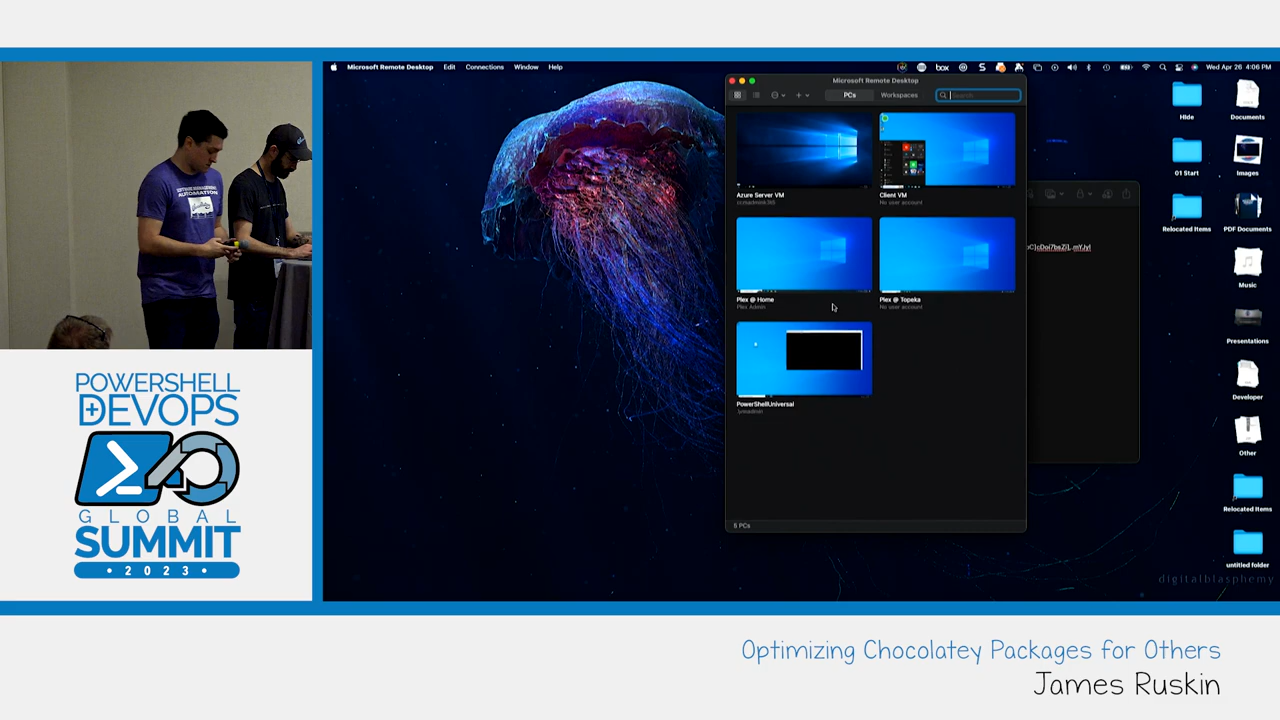 Microsoft Remote Desktop Edit Connections Window Help
box
S
Wed Apr 26 4:06 PM
Microsoft Remote Desktop
PCs
Workspaces
Search
Azure Server VM
Client VM
No user account
Plex @ Home
Plex Admin
Plex @ Topeka
No user account
PowerShellUniversal
5 PCs
Hide
Documents
01 Start
Images
Relocated Items
PDF Documents
Music
Presentations
Developer
Other
Relocated Items
untitled folder
digitalblasphemy
AUTOMATION
POWERSHELL
+DEVOPS
GLOBAL
SUMMIT
• 2023 •
Optimizing Chocolatey Packages for Others
James Ruskin